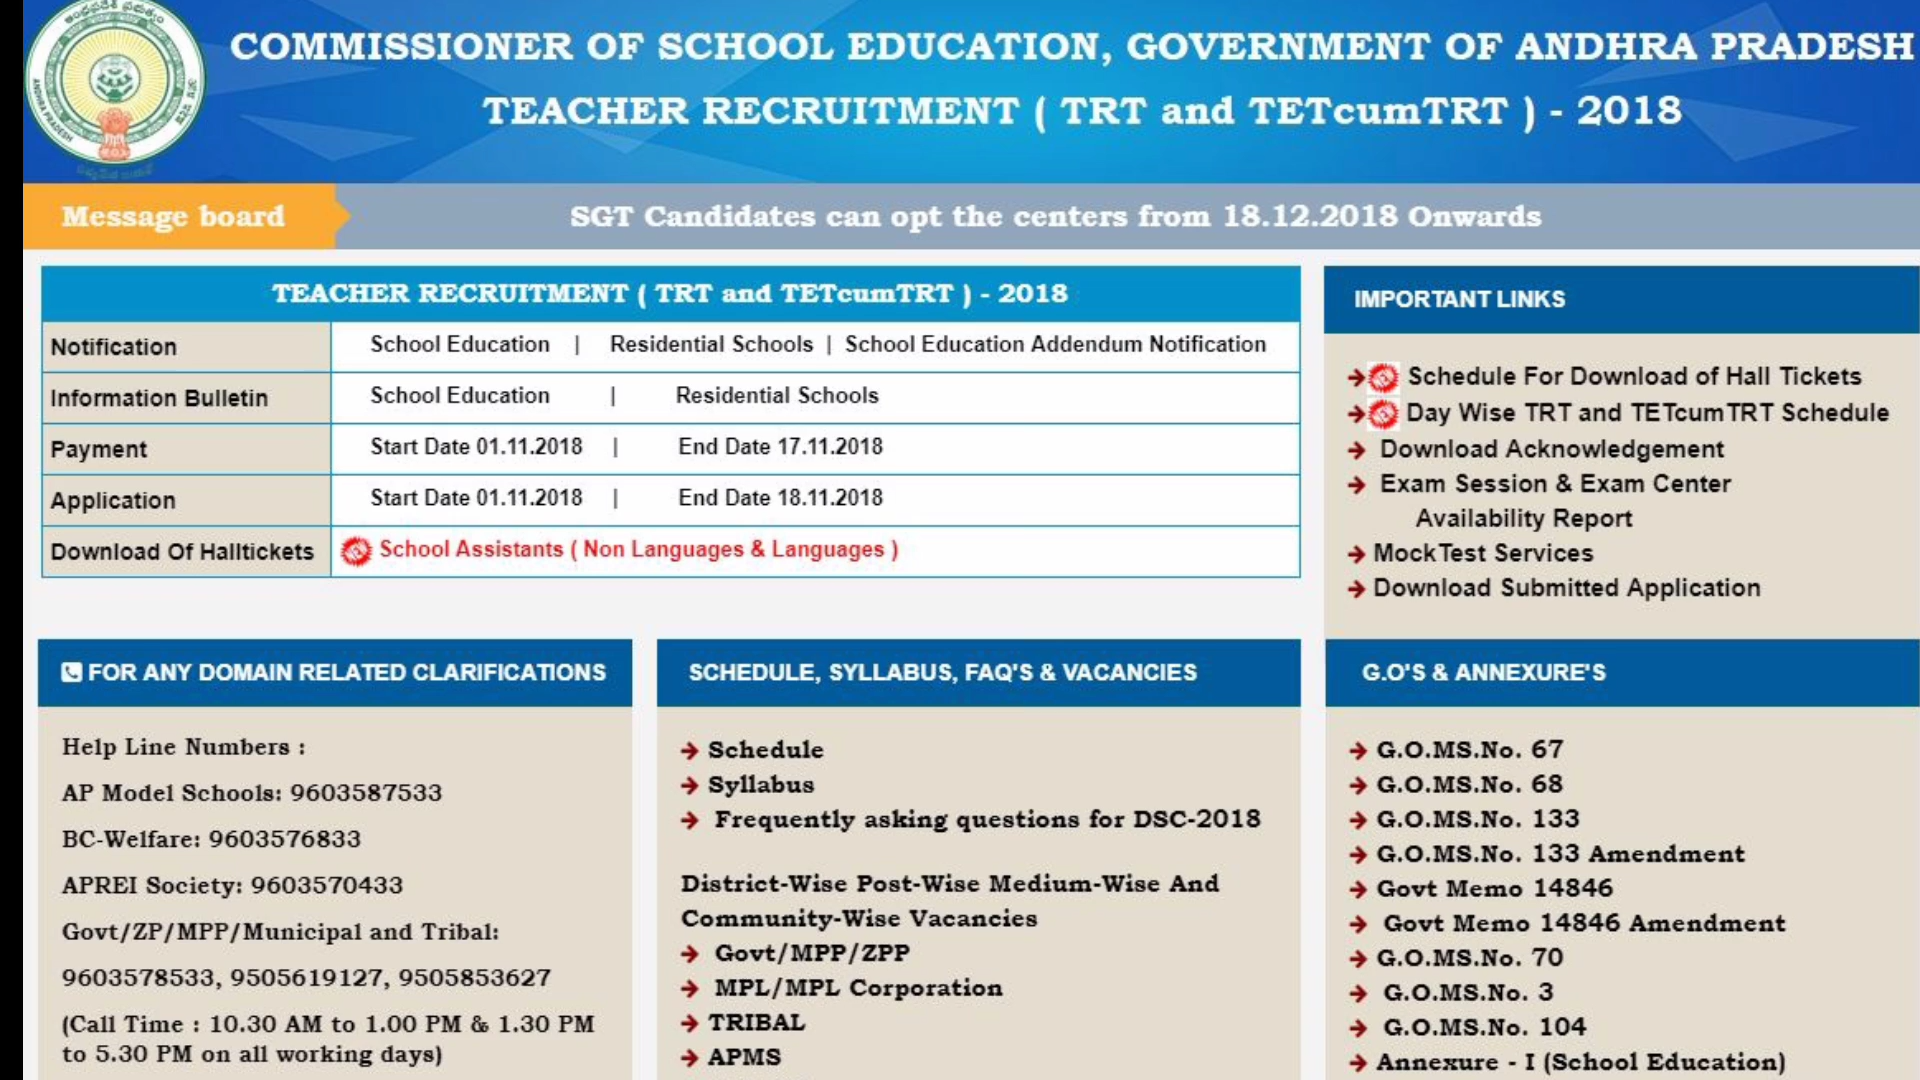 ఆంధ్రప్రదేశ్ ప్రభుత్వం
ANDHRA PRADESH
COMMISSIONER OF SCHOOL EDUCATION, GOVERNMENT OF ANDHRA PRADESH
TEACHER RECRUITMENT ( TRT and TETcumTRT ) - 2018
Message board
SGT Candidates can opt the centers from 18.12.2018 Onwards
TEACHER RECRUITMENT ( TRT and TETcumTRT ) - 2018
Notification School Education | Residential Schools | School Education Addendum Notification
Information Bulletin School Education | Residential Schools
Payment Start Date 01.11.2018 | End Date 17.11.2018
Application Start Date 01.11.2018 | End Date 18.11.2018
Download Of Halltickets School Assistants ( Non Languages & Languages )
IMPORTANT LINKS
Schedule For Download of Hall Tickets
Day Wise TRT and TETcumTRT Schedule
Download Acknowledgement
Exam Session & Exam Center
Availability Report
MockTest Services
Download Submitted Application
FOR ANY DOMAIN RELATED CLARIFICATIONS
Help Line Numbers :
AP Model Schools: 9603587533
BC-Welfare: 9603576833
APREI Society: 9603570433
Govt/ZP/MPP/Municipal and Tribal:
9603578533, 9505619127, 9505853627
(Call Time : 10.30 AM to 1.00 PM & 1.30 PM
to 5.30 PM on all working days)
SCHEDULE, SYLLABUS, FAQ'S & VACANCIES
Schedule
Syllabus
Frequently asking questions for DSC-2018
District-Wise Post-Wise Medium-Wise And
Community-Wise Vacancies
Govt/MPP/ZPP
MPL/MPL Corporation
TRIBAL
APMS
G.O'S & ANNEXURE'S
G.O.MS.No. 67
G.O.MS.No. 68
G.O.MS.No. 133
G.O.MS.No. 133 Amendment
Govt Memo 14846
Govt Memo 14846 Amendment
G.O.MS.No. 70
G.O.MS.No. 3
G.O.MS.No. 104
Annexure - I (School Education)